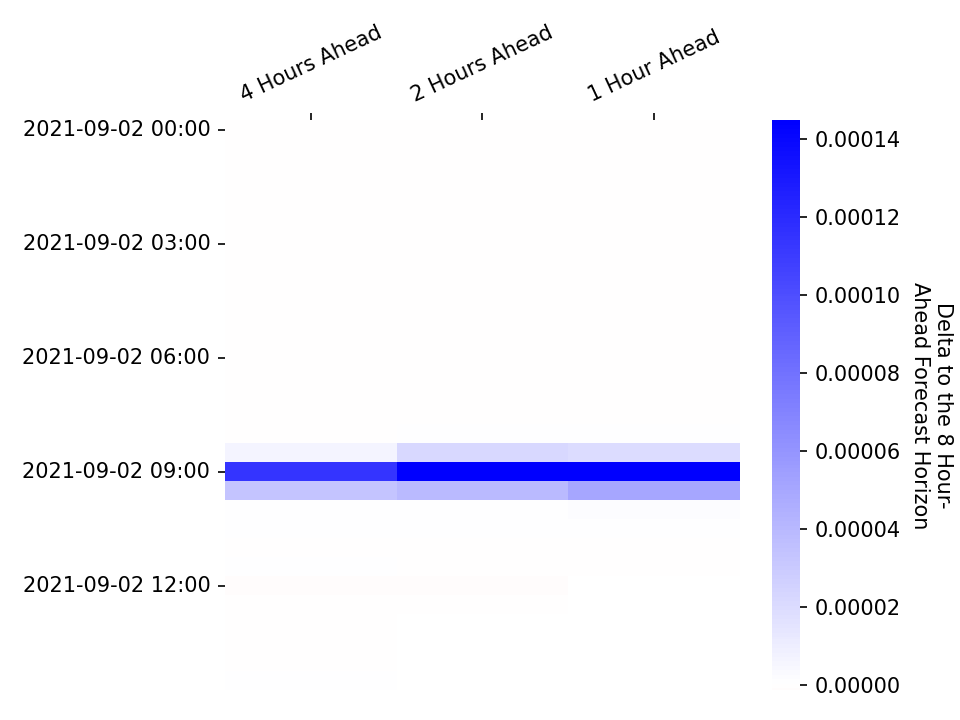 4 Hours Ahead
2 Hours Ahead
1 Hour Ahead
2021-09-02 00:00
2021-09-02 03:00
2021-09-02 06:00
2021-09-02 09:00
2021-09-02 12:00
0.00014
0.00012
0.00010
0.00008
0.00006
0.00004
0.00002
0.00000
Delta to the 8 Hour-
Ahead Forecast Horizon